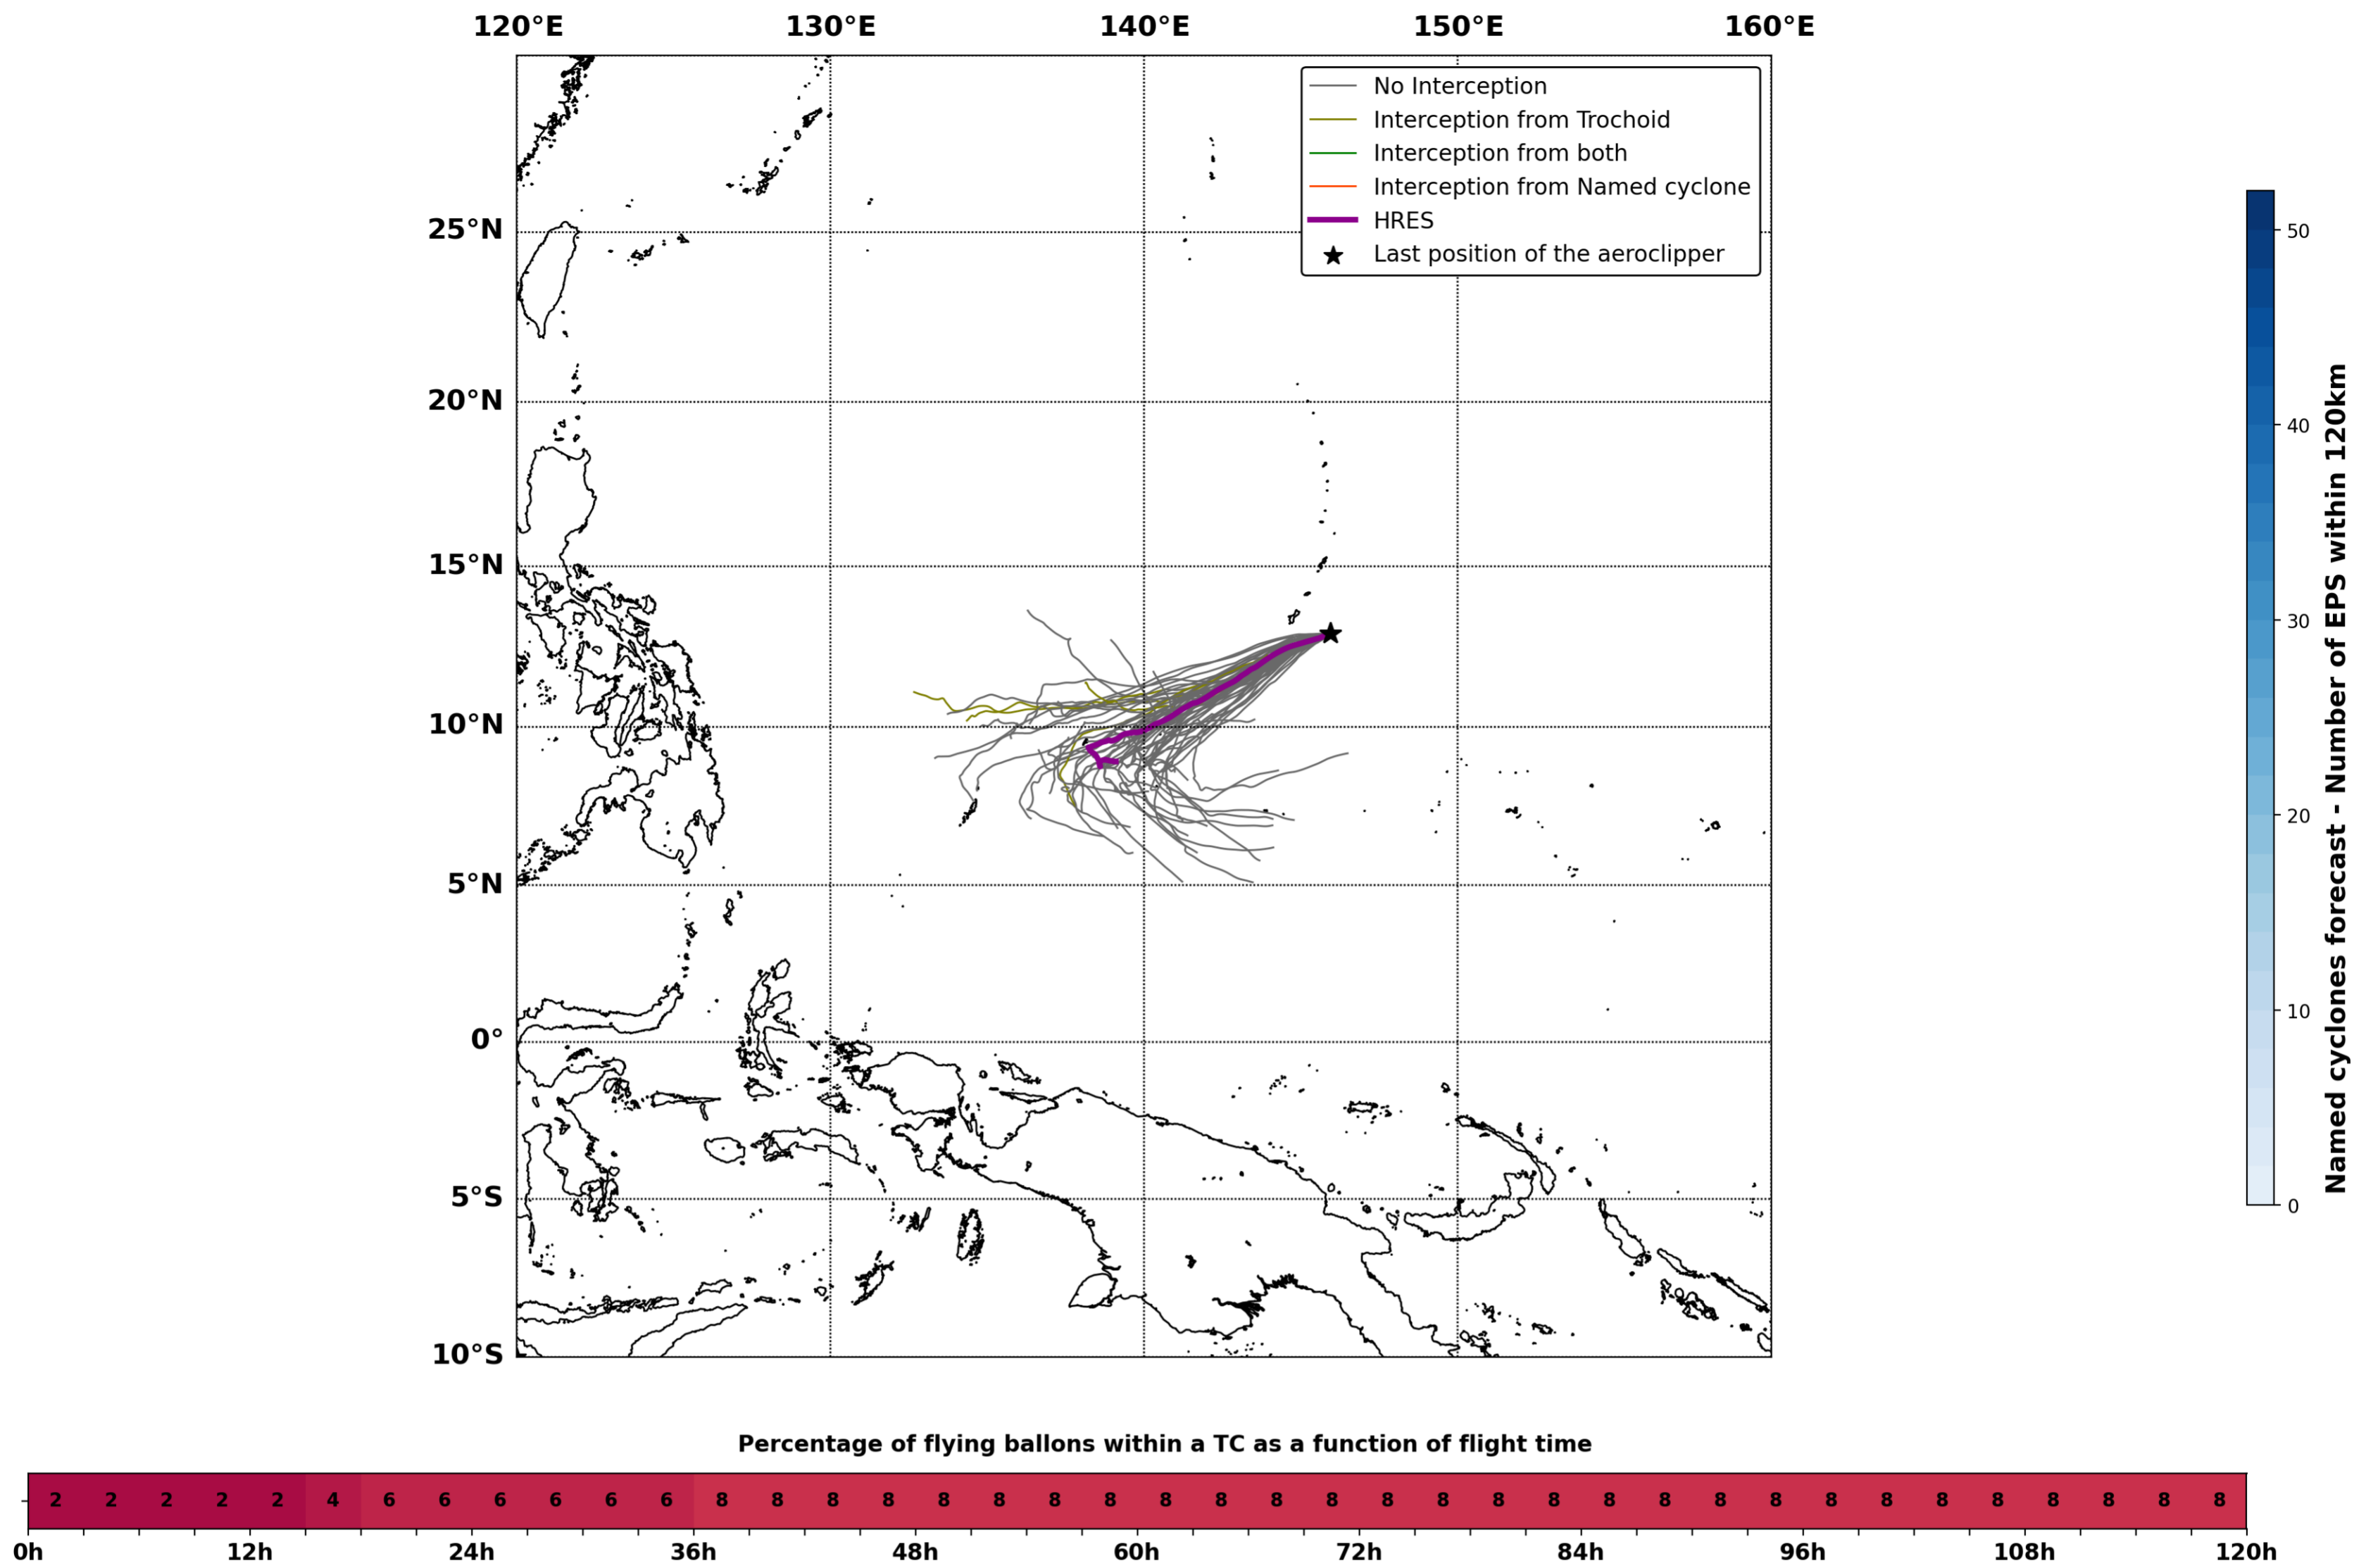 120°E 130°E 140°E 150°E 160°E
No Interception
Interception from Trochoid
Interception from both
Interception from Named cyclone
HRES
Last position of the aeroclipper
25°N
20°N
15°N
10°N
5°N
0°
5°S
10°S
50
40
30
20
10
0
Named cyclones forecast - Number of EPS within 120km
Percentage of flying ballons within a TC as a function of flight time
2 2 2 2 2 4 6 6 6 6 6 6 8 8 8 8 8 8 8 8 8 8 8 8 8 8 8 8 8 8 8 8 8 8 8 8 8 8 8 8
0h 12h 24h 36h 48h 60h 72h 84h 96h 108h 120h